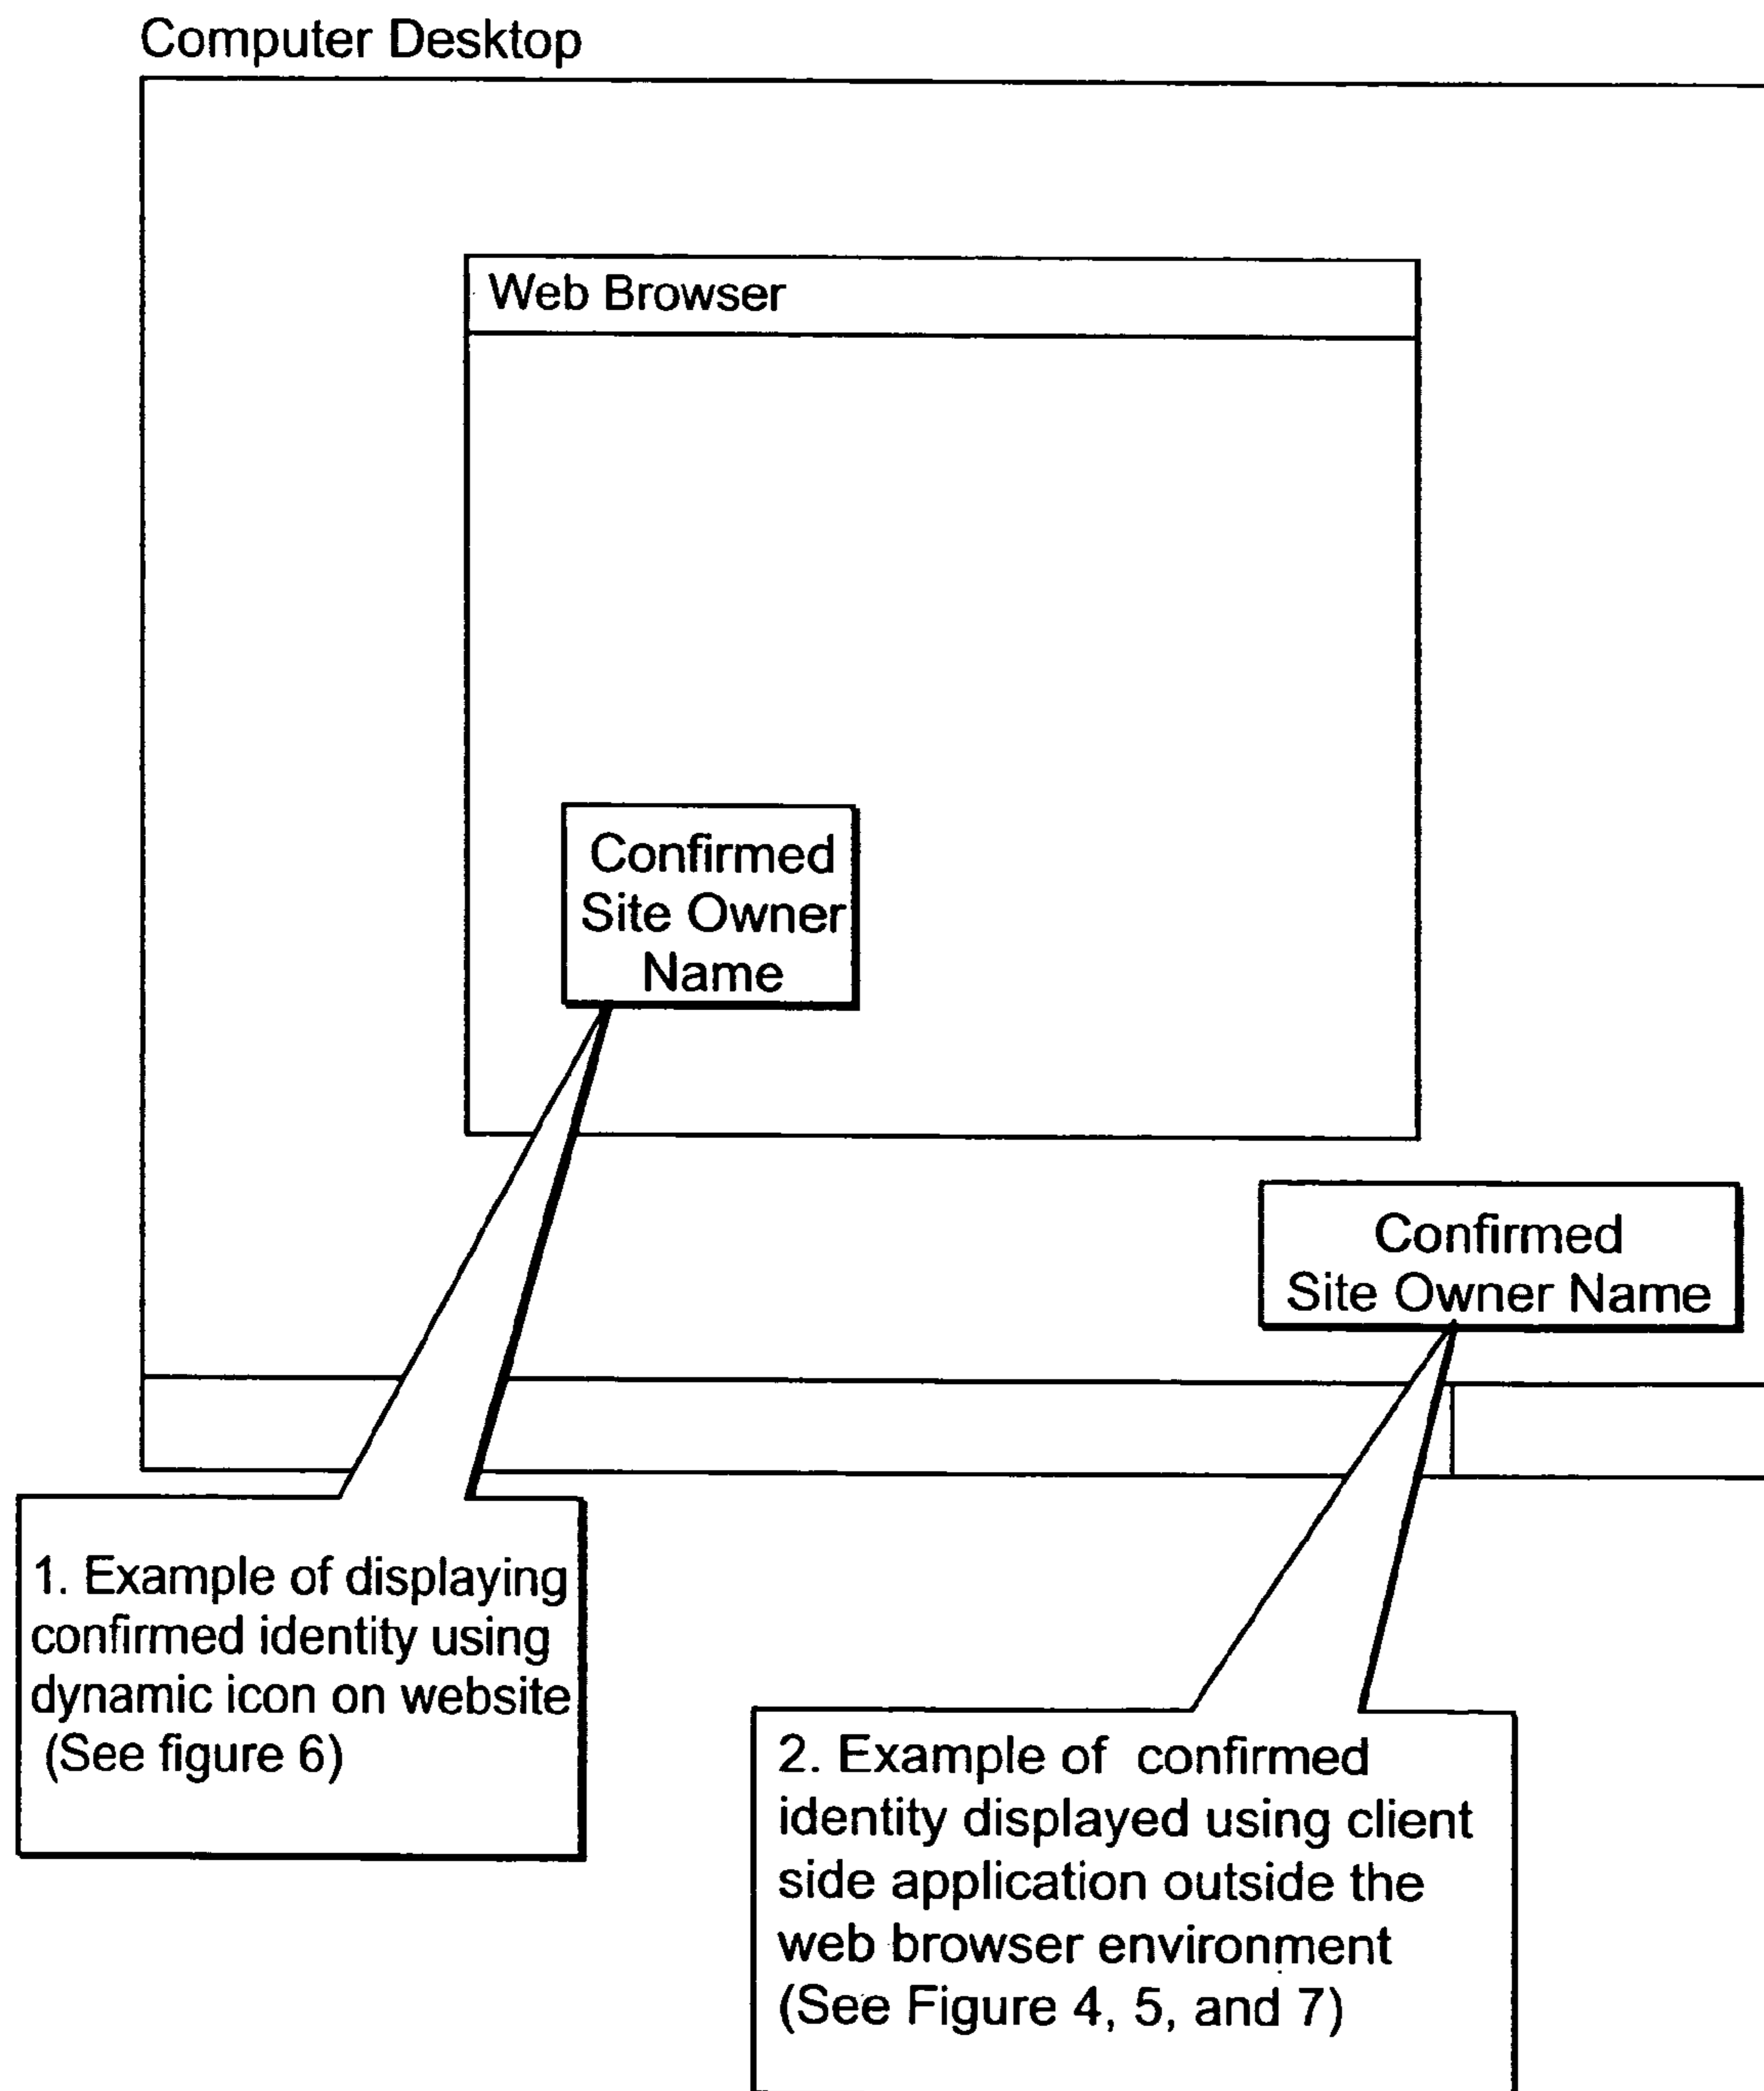 Computer Desktop
Web Browser
Confirmed
Site Owner
Name
Confirmed
Site Owner Name
1. Example of displaying
confirmed identity using
dynamic icon on website
(See figure 6)
2. Example of confirmed
identity displayed using client
side application outside the
web browser environment
(See Figure 4, 5, and 7)